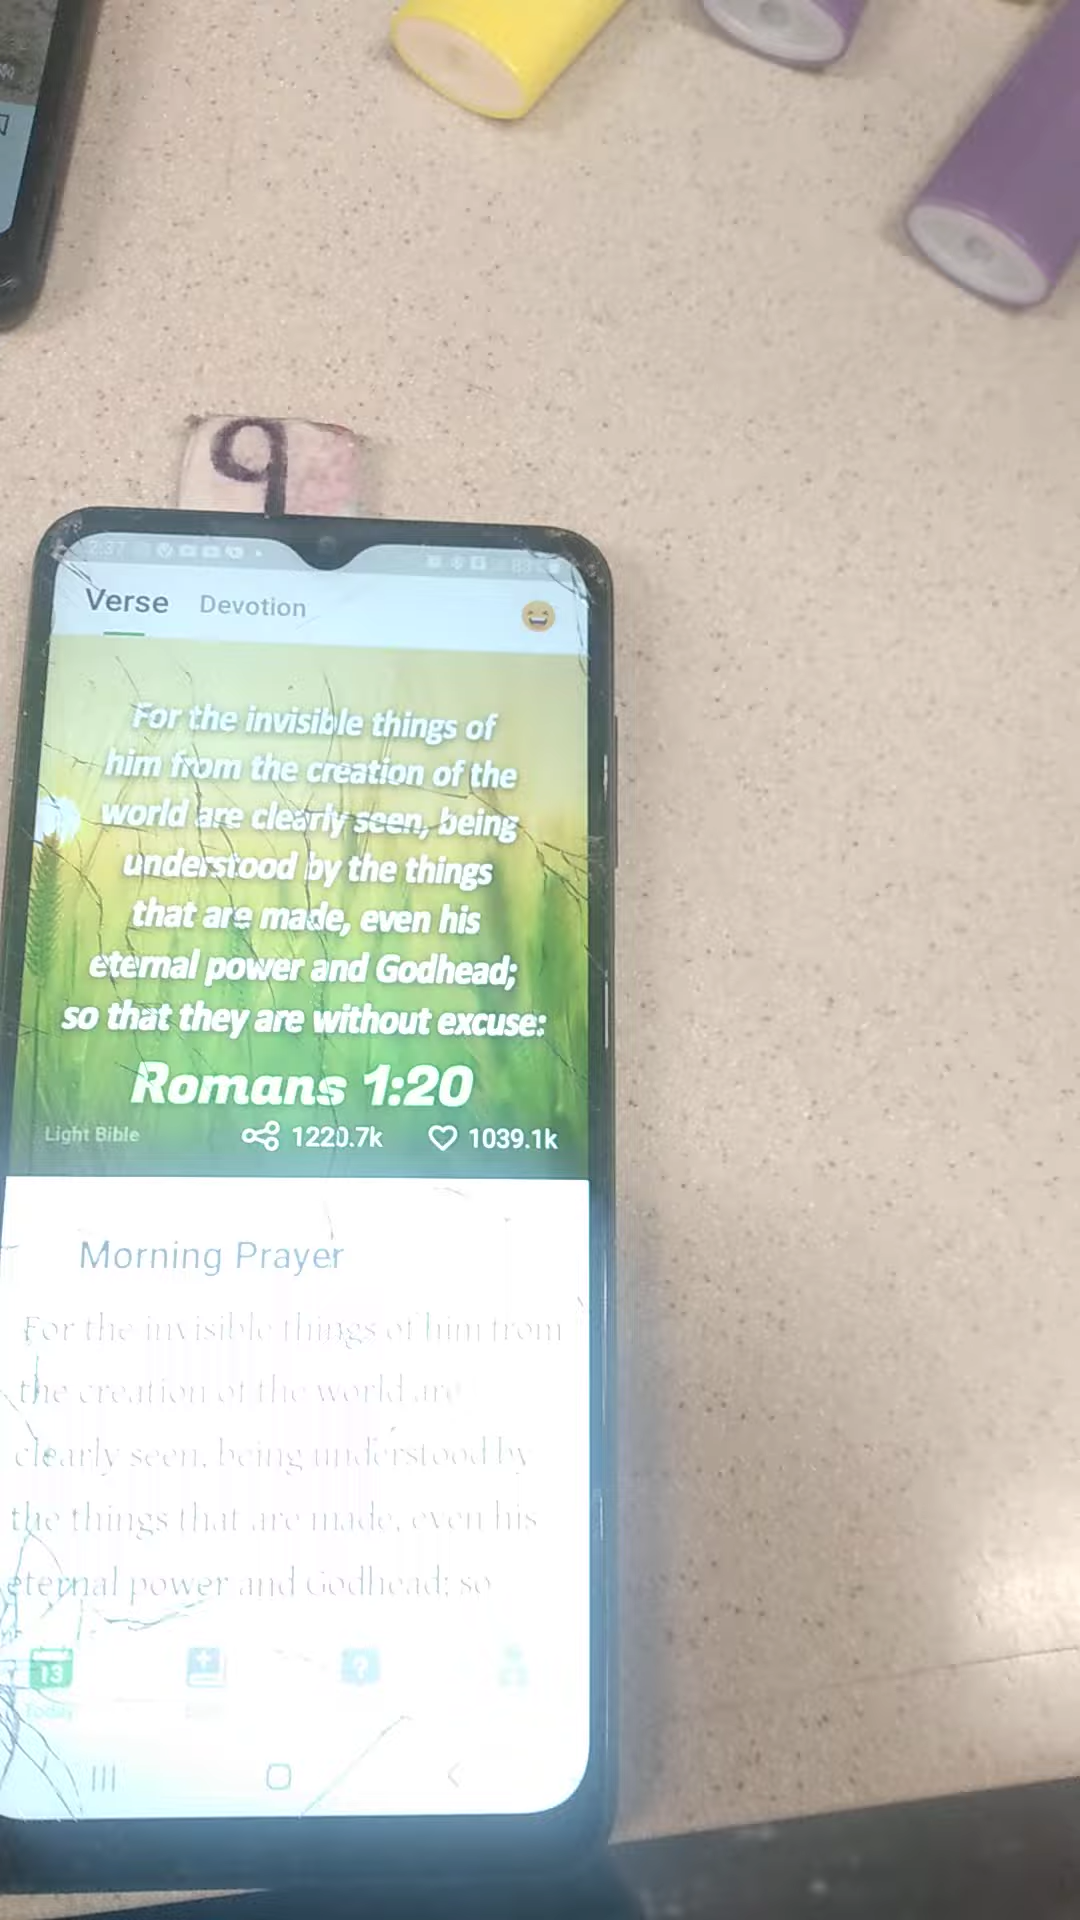 9
2:37
Verse Devotion
For the invisible things of
him from the creation of the
world are clearly seen, being
understood by the things
that are made, even his
eternal power and Godhead;
so that they are without excuse:
Romans 1:20
Light Bible 1220.7k 1039.1k
Morning Prayer
For the invisible things of him from
the creation of the world are
clearly seen, being understood by
the things that are made, even his
eternal power and Godhead; so
13
Today